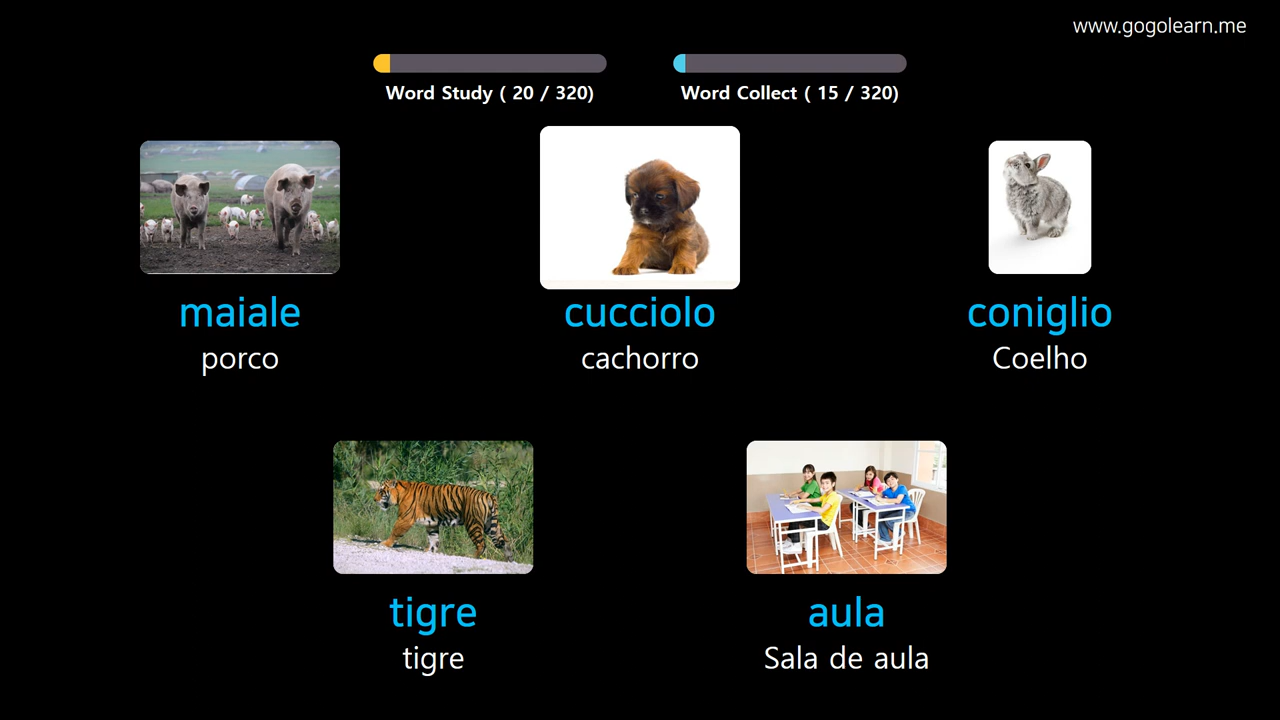 www.gogolearn.me
Word Study ( 20 / 320)
Word Collect ( 15 / 320)
maiale
porco
cucciolo
cachorro
coniglio
Coelho
tigre
tigre
aula
Sala de aula